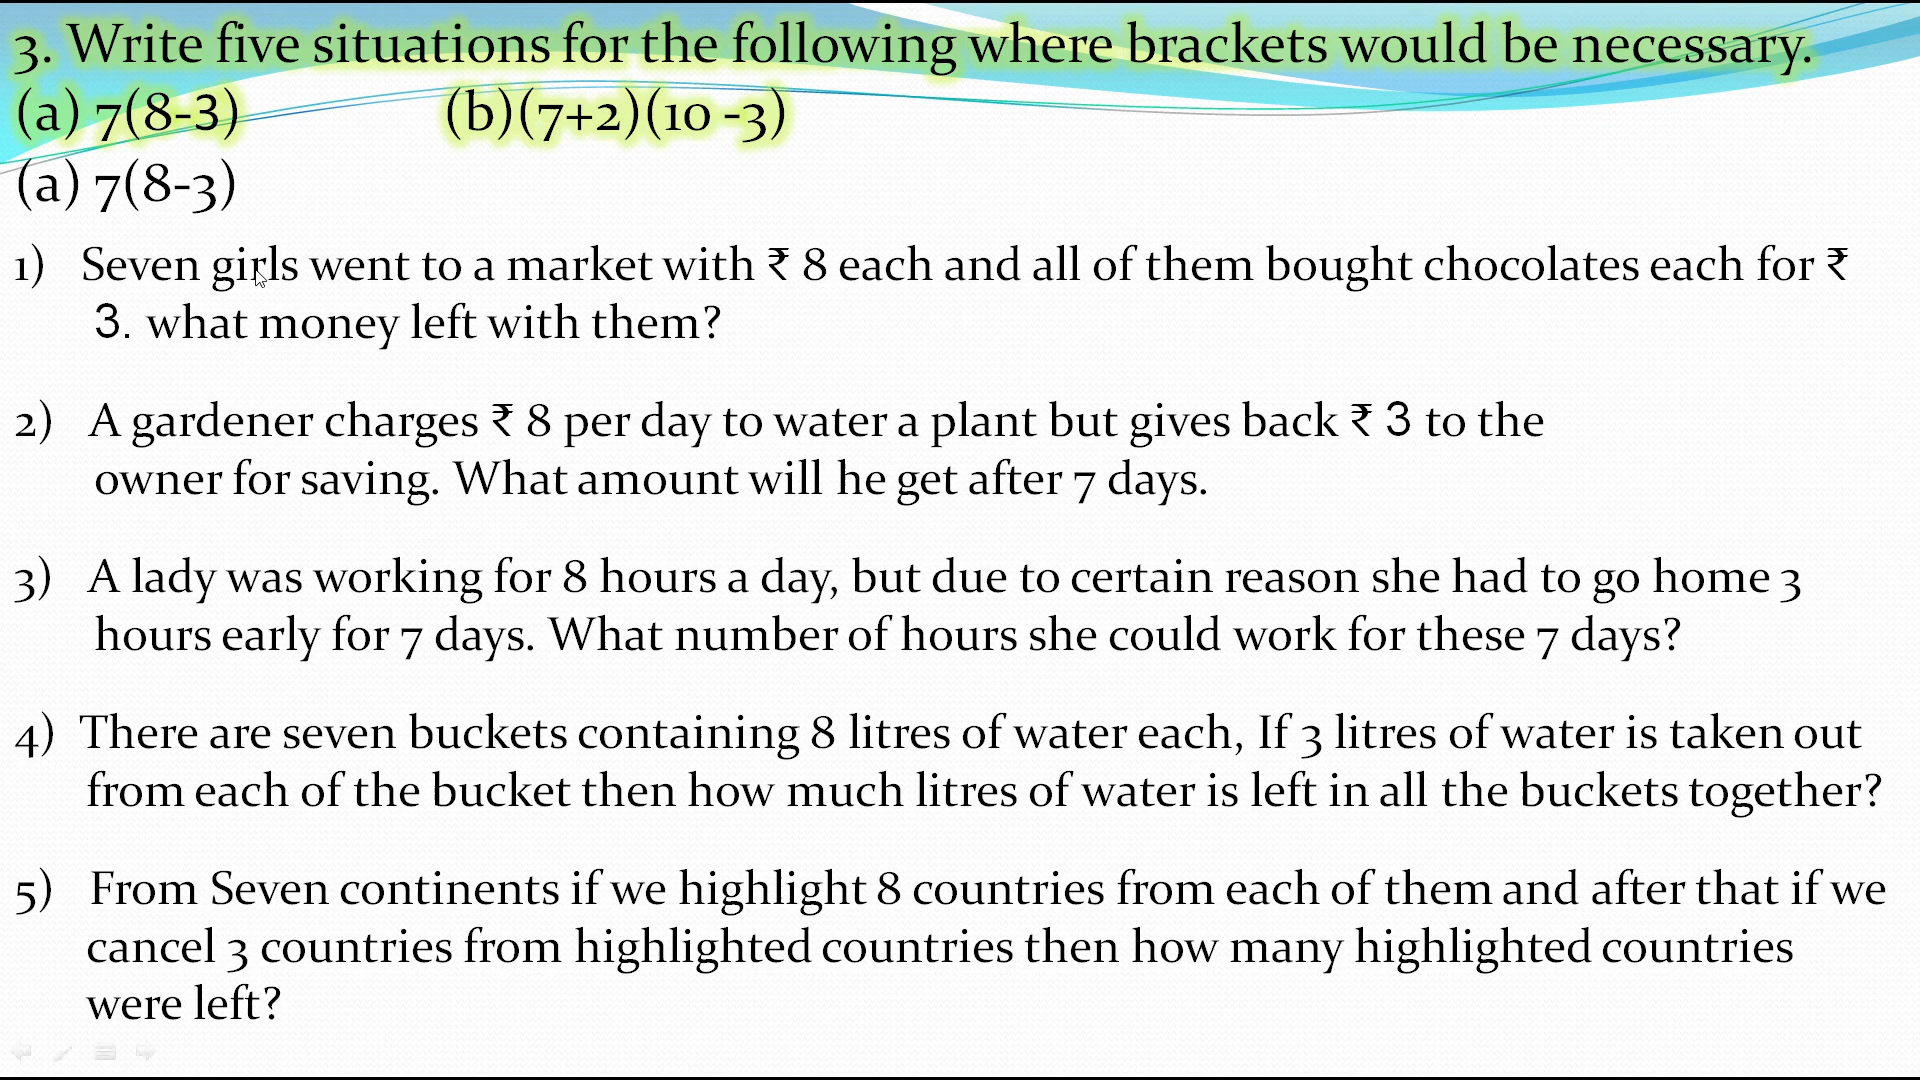 3. Write five situations for the following where brackets would be necessary.
(a) 7(8-3) (b)(7+2)(10 -3)
(a) 7(8-3)
1) Seven girls went to a market with ₹ 8 each and all of them bought chocolates each for ₹
3. what money left with them?
2) A gardener charges ₹ 8 per day to water a plant but gives back ₹ 3 to the
owner for saving. What amount will he get after 7 days.
3) A lady was working for 8 hours a day, but due to certain reason she had to go home 3
hours early for 7 days. What number of hours she could work for these 7 days?
4) There are seven buckets containing 8 litres of water each, If 3 litres of water is taken out
from each of the bucket then how much litres of water is left in all the buckets together?
5) From Seven continents if we highlight 8 countries from each of them and after that if we
cancel 3 countries from highlighted countries then how many highlighted countries
were left?